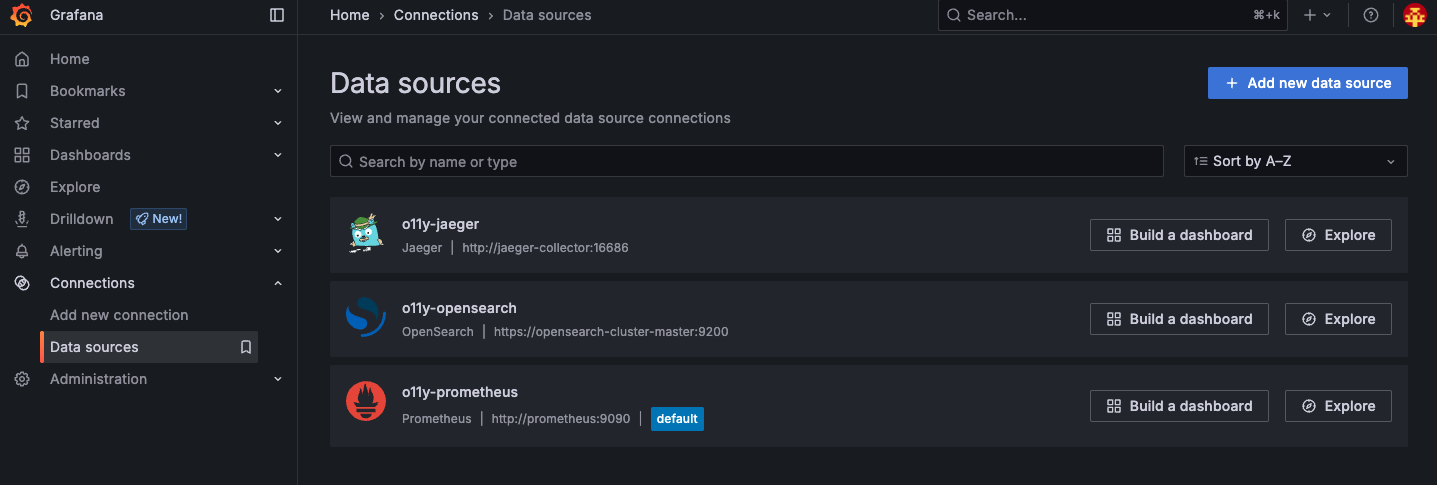 Grafana
Home › Connections › Data sources
Search... ⌘+k
Home
Bookmarks
Starred
Dashboards
Explore
Drilldown New!
Alerting
Connections
Add new connection
Data sources
Administration
Data sources
Add new data source
View and manage your connected data source connections
Search by name or type
Sort by A–Z
o11y-jaeger
Jaeger | http://jaeger-collector:16686
Build a dashboard
Explore
o11y-opensearch
OpenSearch | https://opensearch-cluster-master:9200
Build a dashboard
Explore
o11y-prometheus
Prometheus | http://prometheus:9090 | default
Build a dashboard
Explore